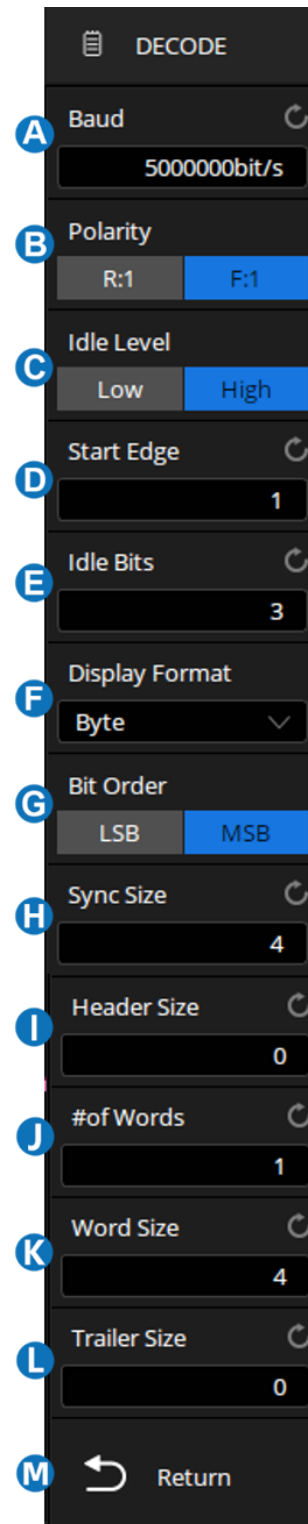 DECODE
A
Baud
5000000bit/s
B
Polarity
R:1 F:1
C
Idle Level
Low High
D
Start Edge
1
E
Idle Bits
3
F
Display Format
Byte
G
Bit Order
LSB MSB
H
Sync Size
4
I
Header Size
0
J
#of Words
1
K
Word Size
4
L
Trailer Size
0
M
Return